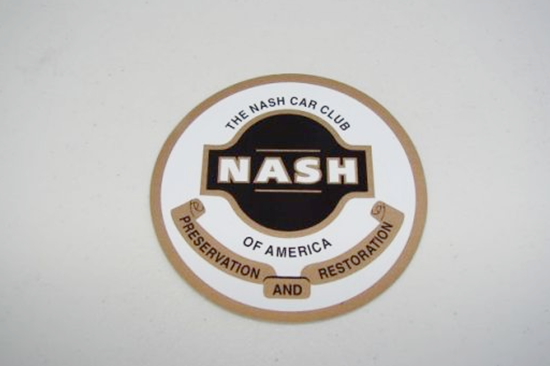 THE NASH CAR CLUB
NASH
OF AMERICA
PRESERVATION AND RESTORATION